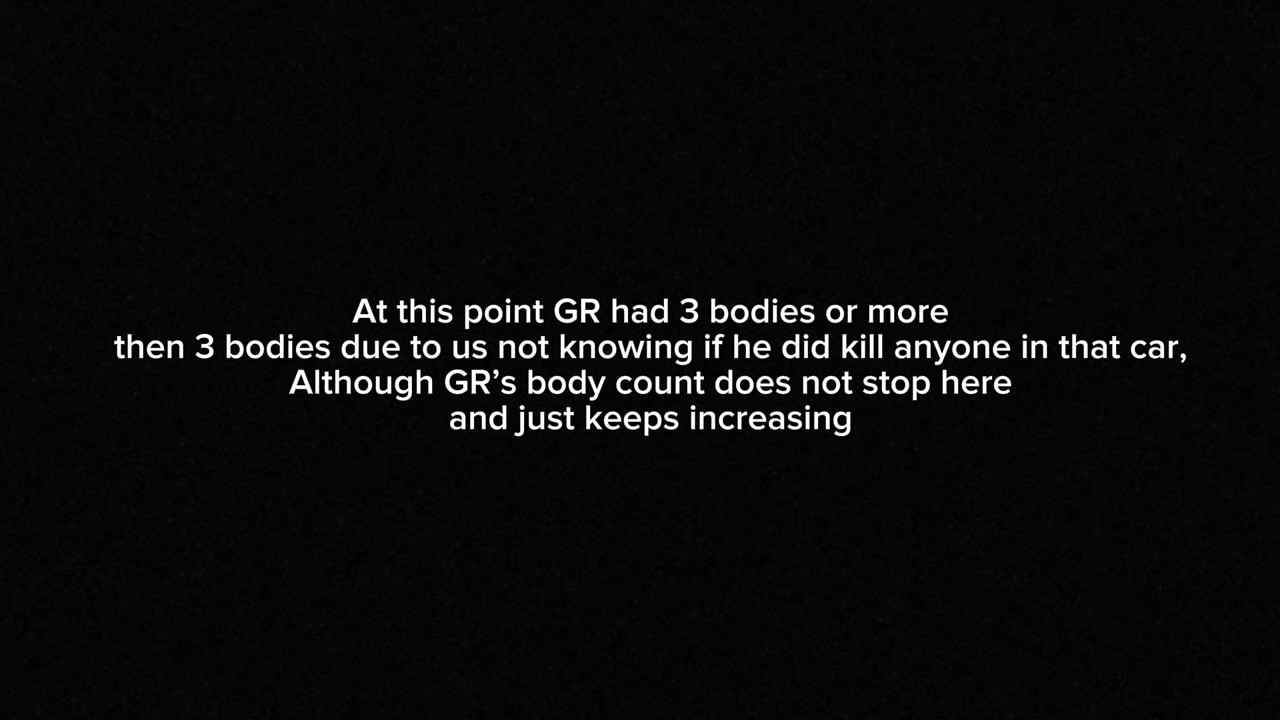 At this point GR had 3 bodies or more
then 3 bodies due to us not knowing if he did kill anyone in that car,
Although GR’s body count does not stop here
and just keeps increasing